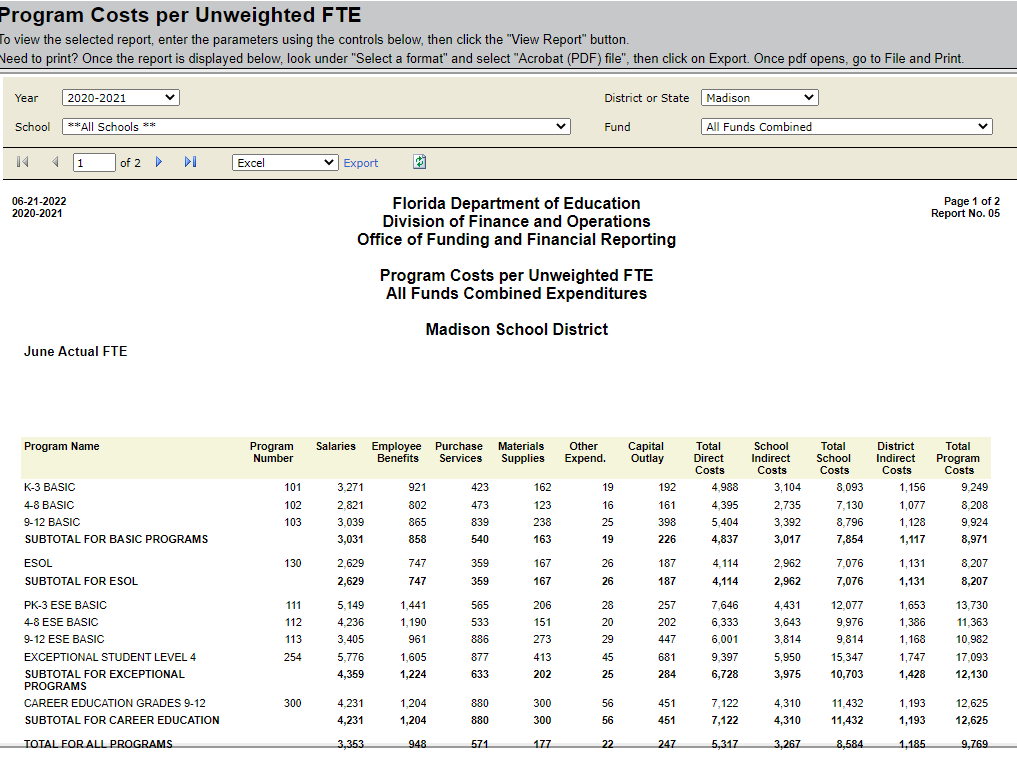 Program Costs per Unweighted FTE
To view the selected report, enter the parameters using the controls below, then click the "View Report" button.
Need to print? Once the report is displayed below, look under "Select a format" and select "Acrobat (PDF) file", then click on Export. Once pdf opens, go to File and Print.
Year 2020-2021 District or State Madison
School **All Schools ** Fund All Funds Combined
1 of 2 Excel Export
06-21-2022 Florida Department of Education Page 1 of 2
2020-2021 Division of Finance and Operations Report No. 05
Office of Funding and Financial Reporting
Program Costs per Unweighted FTE
All Funds Combined Expenditures
Madison School District
June Actual FTE
Program Name Program Salaries Employee Purchase Materials Other Capital Total School Total District Total
Number Benefits Services Supplies Expend. Outlay Direct Indirect School Indirect Program
Costs Costs Costs Costs Costs
K-3 BASIC 101 3,271 921 423 162 19 192 4,988 3,104 8,093 1,156 9,249
4-8 BASIC 102 2,821 802 473 123 16 161 4,395 2,735 7,130 1,077 8,208
9-12 BASIC 103 3,039 865 839 238 25 398 5,404 3,392 8,796 1,128 9,924
SUBTOTAL FOR BASIC PROGRAMS 3,031 858 540 163 19 226 4,837 3,017 7,854 1,117 8,971
ESOL 130 2,629 747 359 167 26 187 4,114 2,962 7,076 1,131 8,207
SUBTOTAL FOR ESOL 2,629 747 359 167 26 187 4,114 2,962 7,076 1,131 8,207
PK-3 ESE BASIC 111 5,149 1,441 565 206 28 257 7,646 4,431 12,077 1,653 13,730
4-8 ESE BASIC 112 4,236 1,190 533 151 20 202 6,333 3,643 9,976 1,386 11,363
9-12 ESE BASIC 113 3,405 961 886 273 29 447 6,001 3,814 9,814 1,168 10,982
EXCEPTIONAL STUDENT LEVEL 4 254 5,776 1,605 877 413 45 681 9,397 5,950 15,347 1,747 17,093
SUBTOTAL FOR EXCEPTIONAL 4,359 1,224 633 202 25 284 6,728 3,975 10,703 1,428 12,130
PROGRAMS
CAREER EDUCATION GRADES 9-12 300 4,231 1,204 880 300 56 451 7,122 4,310 11,432 1,193 12,625
SUBTOTAL FOR CAREER EDUCATION 4,231 1,204 880 300 56 451 7,122 4,310 11,432 1,193 12,625
TOTAL FOR ALL PROGRAMS 3,353 948 571 177 22 247 5,317 3,267 8,584 1,185 9,769